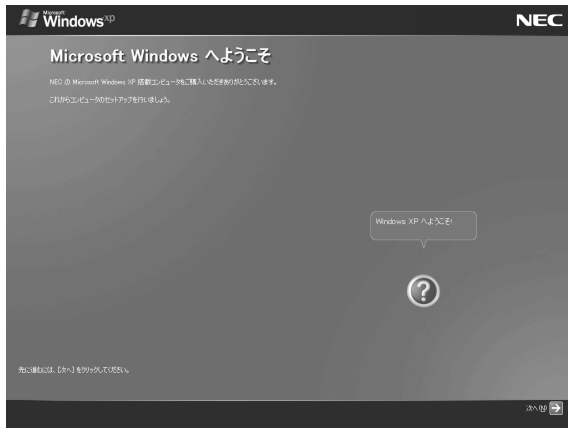 Microsoft
Windows xp
NEC
Microsoft Windows へようこそ
NEC の Microsoft Windows XP 搭載コンピュータをご購入いただきありがとうございます。
これからコンピュータのセットアップを行いましょう。
Windows XP へようこそ!
?
先に進むには、[次へ] をクリックしてください。
次へ(N)